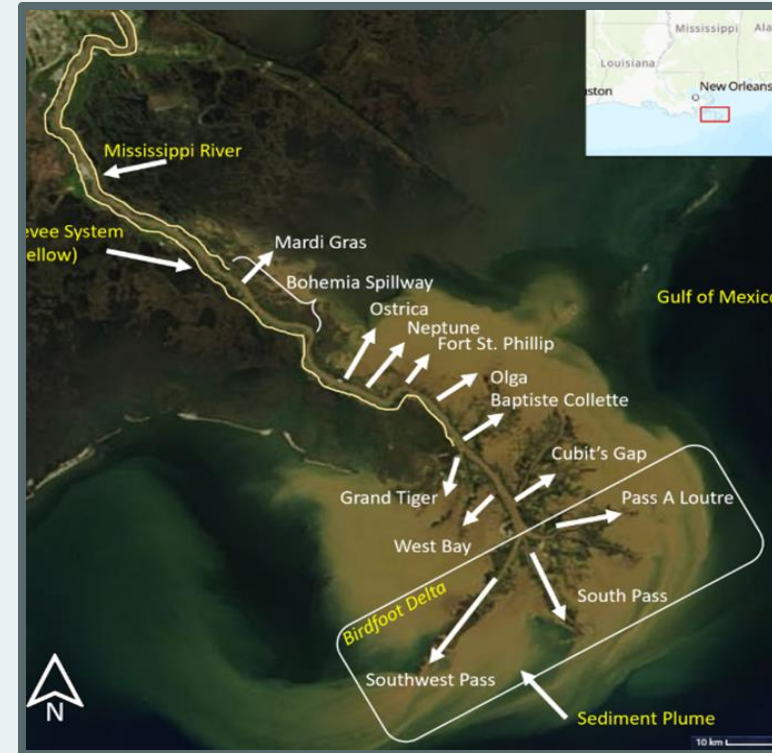 Mississippi
Ala
Louisiana
ston
New Orleans
Mississippi River
evee System
ellow)
Mardi Gras
Bohemia Spillway
Ostrica
Neptune
Fort St. Phillip
Gulf of Mexico
Olga
Baptiste Collette
Cubit's Gap
Grand Tiger
Pass A Loutre
West Bay
South Pass
Birdfoot Delta
Southwest Pass
N
Sediment Plume
10 km